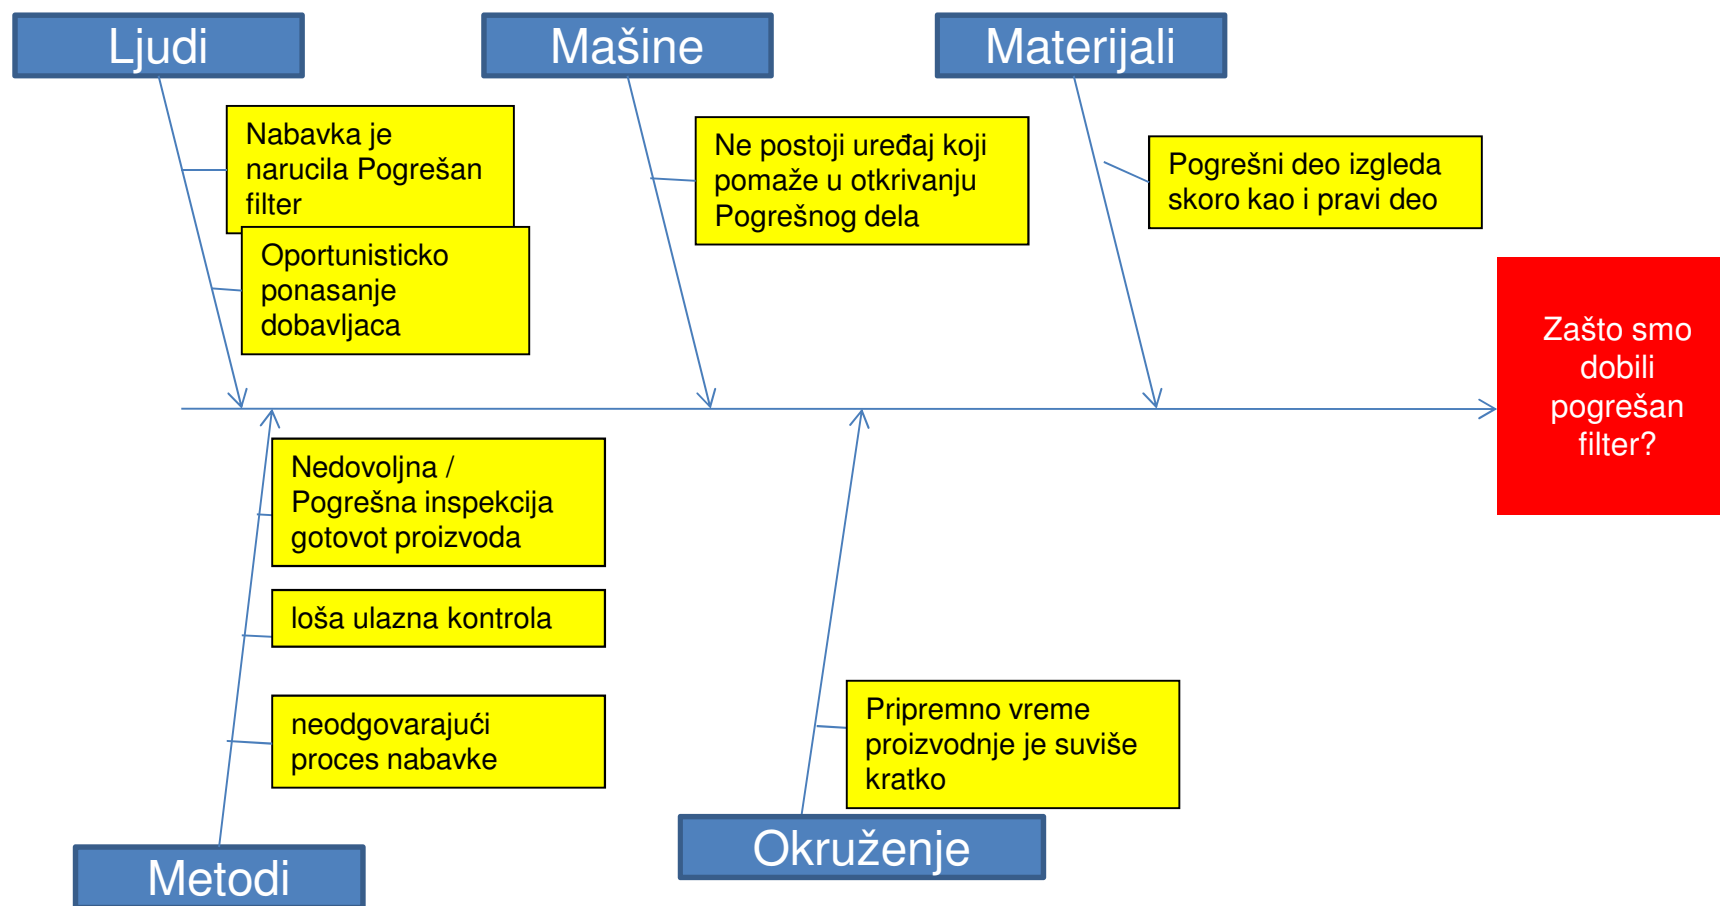 Ljudi
Mašine
Materijali
Nabavka je
narucila Pogrešan
filter
Oportunisticko
ponasanje
dobavljaca
Ne postoji uređaj koji
pomaže u otkrivanju
Pogrešnog dela
Pogrešni deo izgleda
skoro kao i pravi deo
Zašto smo
dobili
pogrešan
filter?
Nedovoljna /
Pogrešna inspekcija
gotovot proizvoda
loša ulazna kontrola
neodgovarajući
proces nabavke
Pripremno vreme
proizvodnje je suviše
kratko
Metodi
Okruženje